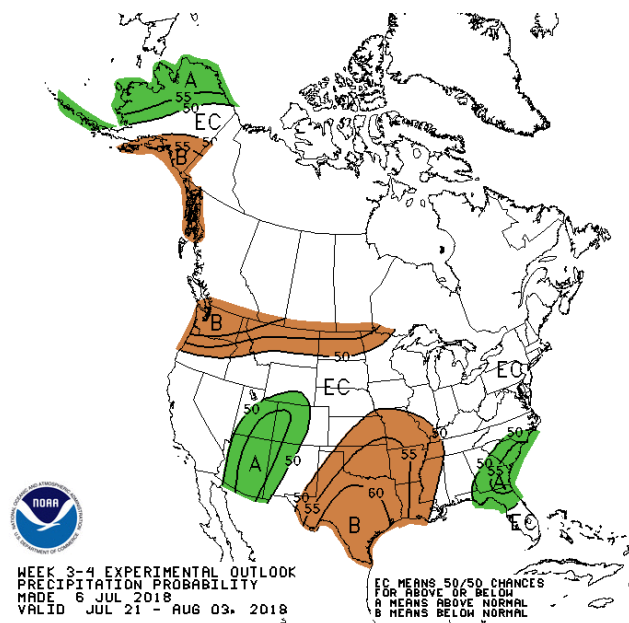 A
55
50
EC
50
55
B
B
50
EC
EC
50
A
50
50
55
60
55
B
50
50
50
55
A
EC
NATIONAL OCEANIC AND ATMOSPHERIC ADMINISTRATION
NOAA
U.S. DEPARTMENT OF COMMERCE
WEEK 3-4 EXPERIMENTAL OUTLOOK
PRECIPITATION PROBABILITY
MADE 6 JUL 2018
VALID JUL 21 - AUG 03, 2018
EC MEANS 50/50 CHANCES
FOR ABOVE OR BELOW
A MEANS ABOVE NORMAL
B MEANS BELOW NORMAL